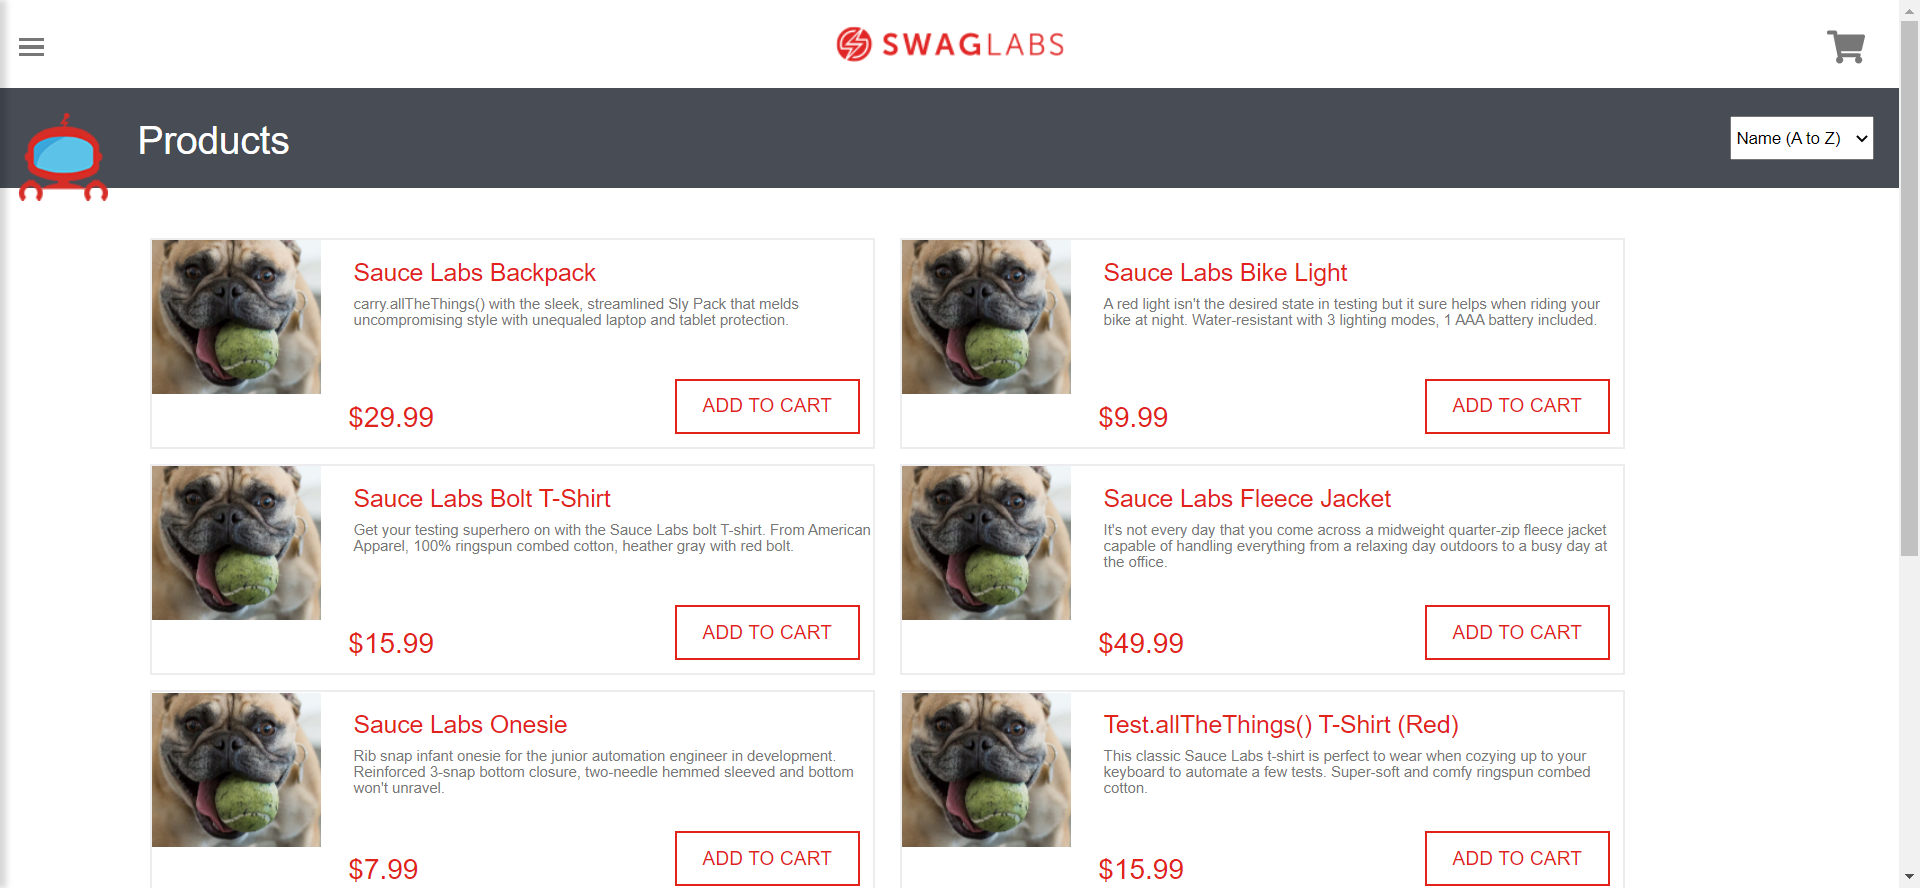 SWAGLABS
Products
Name (A to Z)
Sauce Labs Backpack
carry.allTheThings() with the sleek, streamlined Sly Pack that melds
uncompromising style with unequaled laptop and tablet protection.
$29.99
ADD TO CART
Sauce Labs Bike Light
A red light isn't the desired state in testing but it sure helps when riding your
bike at night. Water-resistant with 3 lighting modes, 1 AAA battery included.
$9.99
ADD TO CART
Sauce Labs Bolt T-Shirt
Get your testing superhero on with the Sauce Labs bolt T-shirt. From American
Apparel, 100% ringspun combed cotton, heather gray with red bolt.
$15.99
ADD TO CART
Sauce Labs Fleece Jacket
It's not every day that you come across a midweight quarter-zip fleece jacket
capable of handling everything from a relaxing day outdoors to a busy day at
the office.
$49.99
ADD TO CART
Sauce Labs Onesie
Rib snap infant onesie for the junior automation engineer in development.
Reinforced 3-snap bottom closure, two-needle hemmed sleeved and bottom
won't unravel.
$7.99
ADD TO CART
Test.allTheThings() T-Shirt (Red)
This classic Sauce Labs t-shirt is perfect to wear when cozying up to your
keyboard to automate a few tests. Super-soft and comfy ringspun combed
cotton.
$15.99
ADD TO CART